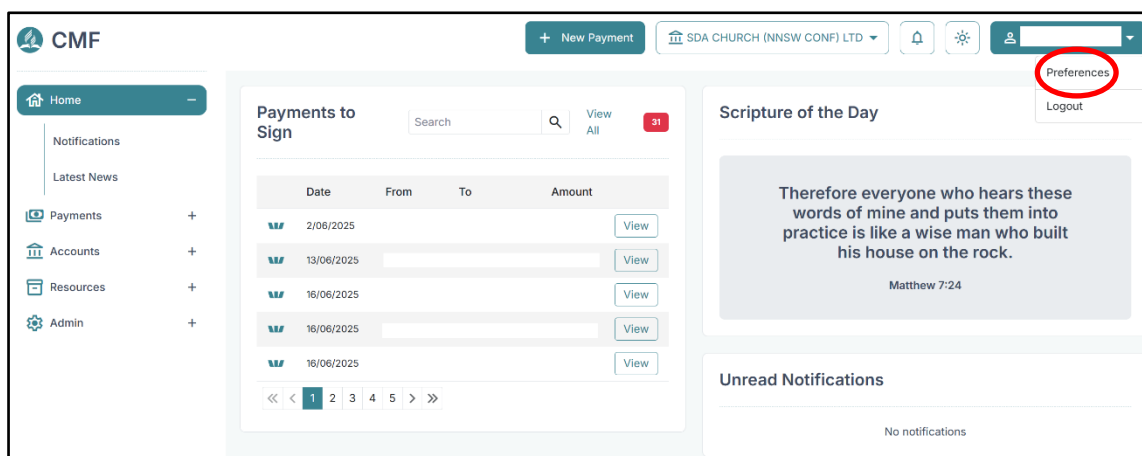 CMF
+ New Payment
SDA CHURCH (NNSW CONF) LTD
Preferences
Logout
Home
Notifications
Latest News
Payments +
Accounts +
Resources +
Admin +
Payments to
Sign
Search
View
All
31
Date From To Amount
2/06/2025 View
13/06/2025 View
16/06/2025 View
16/06/2025 View
16/06/2025 View
« < 1 2 3 4 5 > »
Scripture of the Day
Therefore everyone who hears these
words of mine and puts them into
practice is like a wise man who built
his house on the rock.
Matthew 7:24
Unread Notifications
No notifications